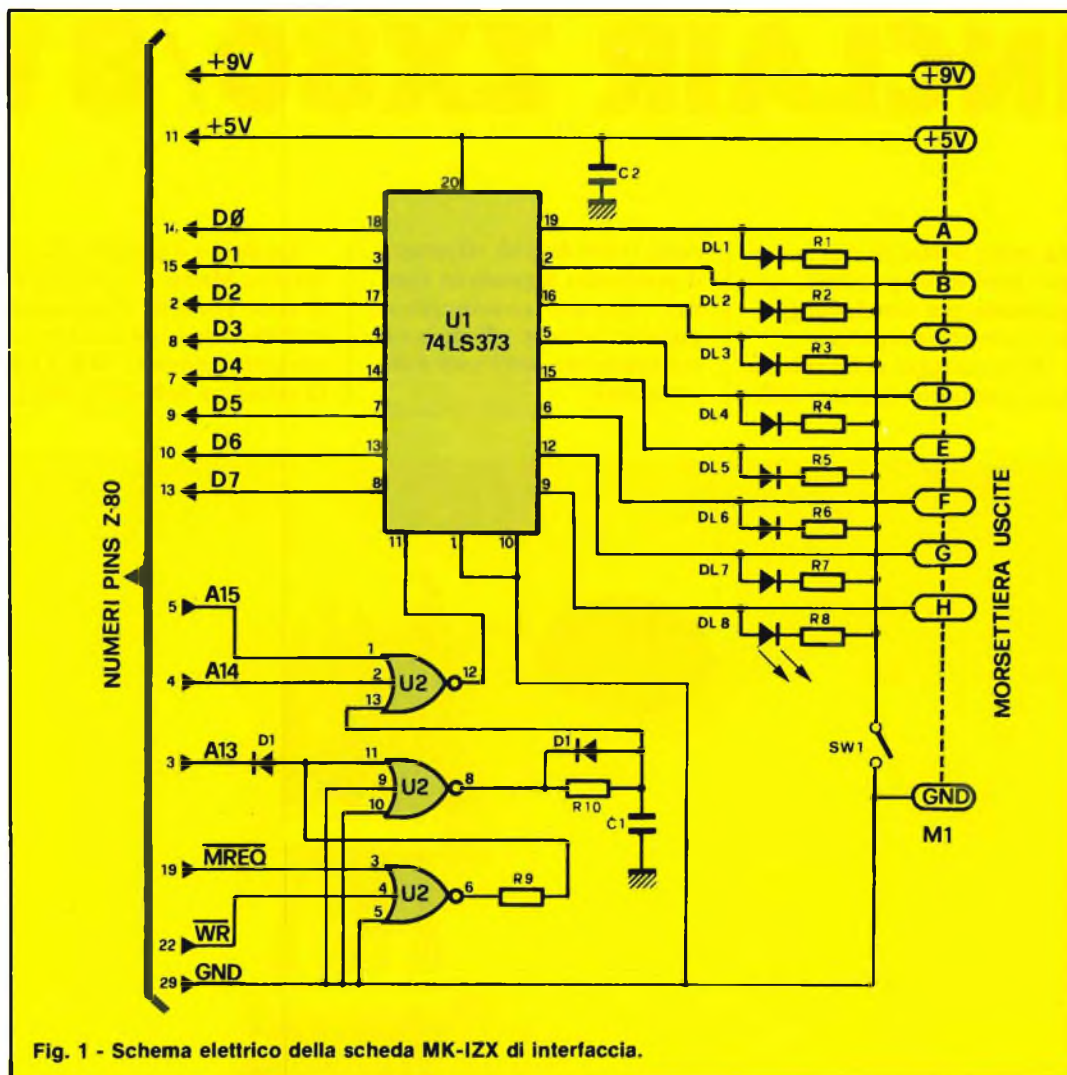 +9V +9V
11 +5V +5V
20 C2
14 DØ 18 19 A
DL1 R1
15 D1 3 2 B
DL2 R2
2 D2 17 16 C
U1
74LS373
DL3 R3
8 D3 4 5 D
DL4 R4
7 D4 14 15 E
DL5 R5
9 D5 7 6 F
DL6 R6
10 D6 13 12 G
DL7 R7
13 D7 8 9 H
DL8 R8
11 1 10
NUMERI PINS Z-80
MORSETTIERA USCITE
5 A15 1
4 A14 2 U2 12
13
SW1
3 A13 D1 11 D1
9 U2 8
10 R10 C1
GND
M1
19 MREQ 3
4 U2 6 R9
5
22 WR
29 GND
Fig. 1 - Schema elettrico della scheda MK-IZX di interfaccia.